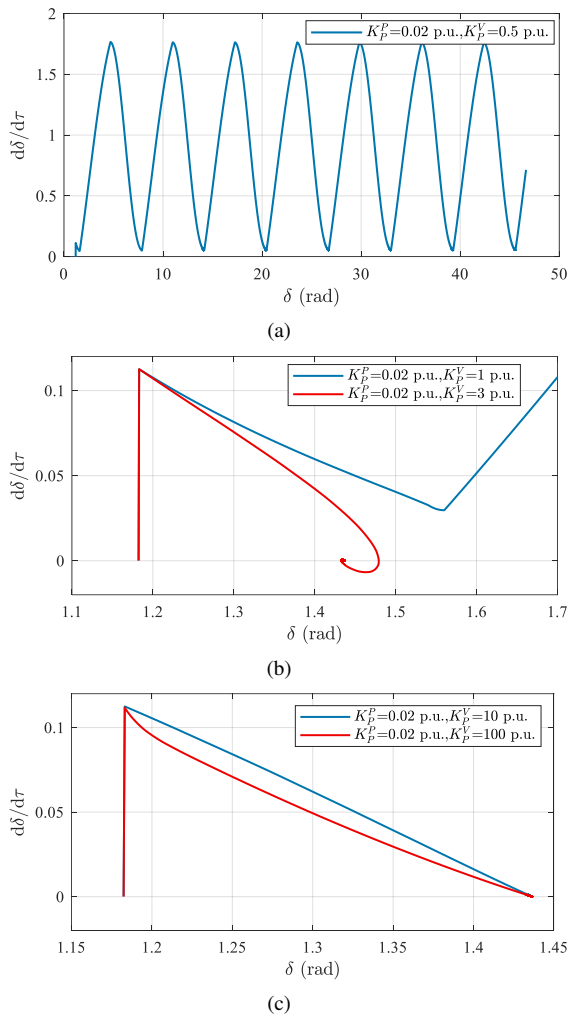 2
1.5
1
0.5
0
dδ/dτ
K_P^P=0.02 p.u.,K_P^V=0.5 p.u.
0 10 20 30 40 50
δ (rad)
(a)
0.1
0.05
0
dδ/dτ
K_P^P=0.02 p.u.,K_P^V=1 p.u.
K_P^P=0.02 p.u.,K_P^V=3 p.u.
1.1 1.2 1.3 1.4 1.5 1.6 1.7
δ (rad)
(b)
0.1
0.05
0
dδ/dτ
K_P^P=0.02 p.u.,K_P^V=10 p.u.
K_P^P=0.02 p.u.,K_P^V=100 p.u.
1.15 1.2 1.25 1.3 1.35 1.4 1.45
δ (rad)
(c)